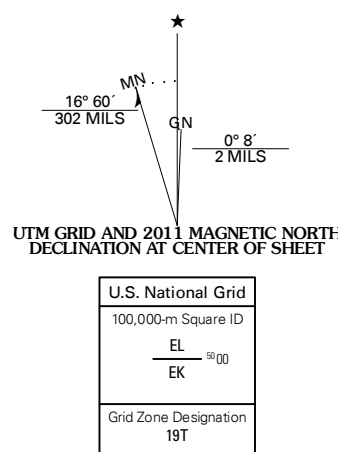 ★
MN
16° 60´
302 MILS
GN
0° 8´
2 MILS
UTM GRID AND 2011 MAGNETIC NORTH
DECLINATION AT CENTER OF SHEET
U.S. National Grid
100,000-m Square ID
EL
5000
EK
Grid Zone Designation
19T